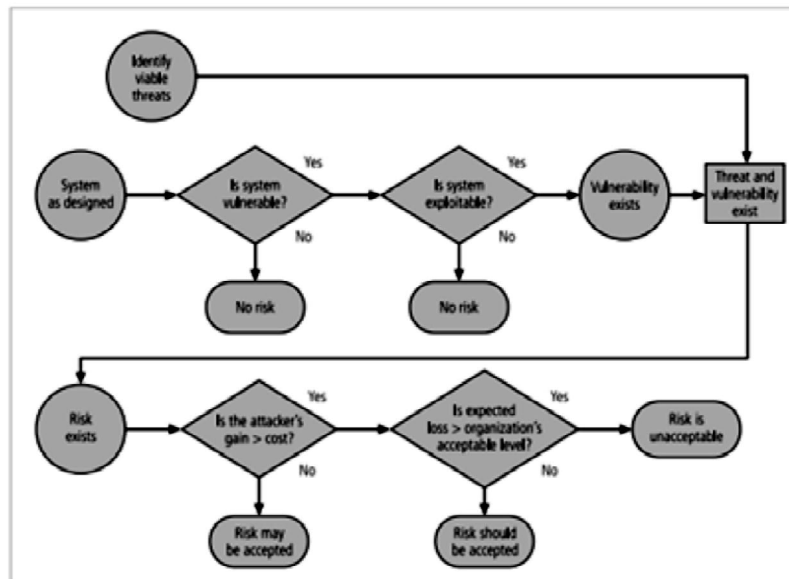 Identify
viable
threats
System
as designed
Is system
vulnerable?
Yes
No
No risk
Is system
exploitable?
Yes
No
No risk
Vulnerability
exists
Threat and
vulnerability
exist
Risk
exists
Is the attacker's
gain > cost?
Yes
No
Risk may
be accepted
Is expected
loss > organization's
acceptable level?
Yes
No
Risk should
be accepted
Risk is
unacceptable